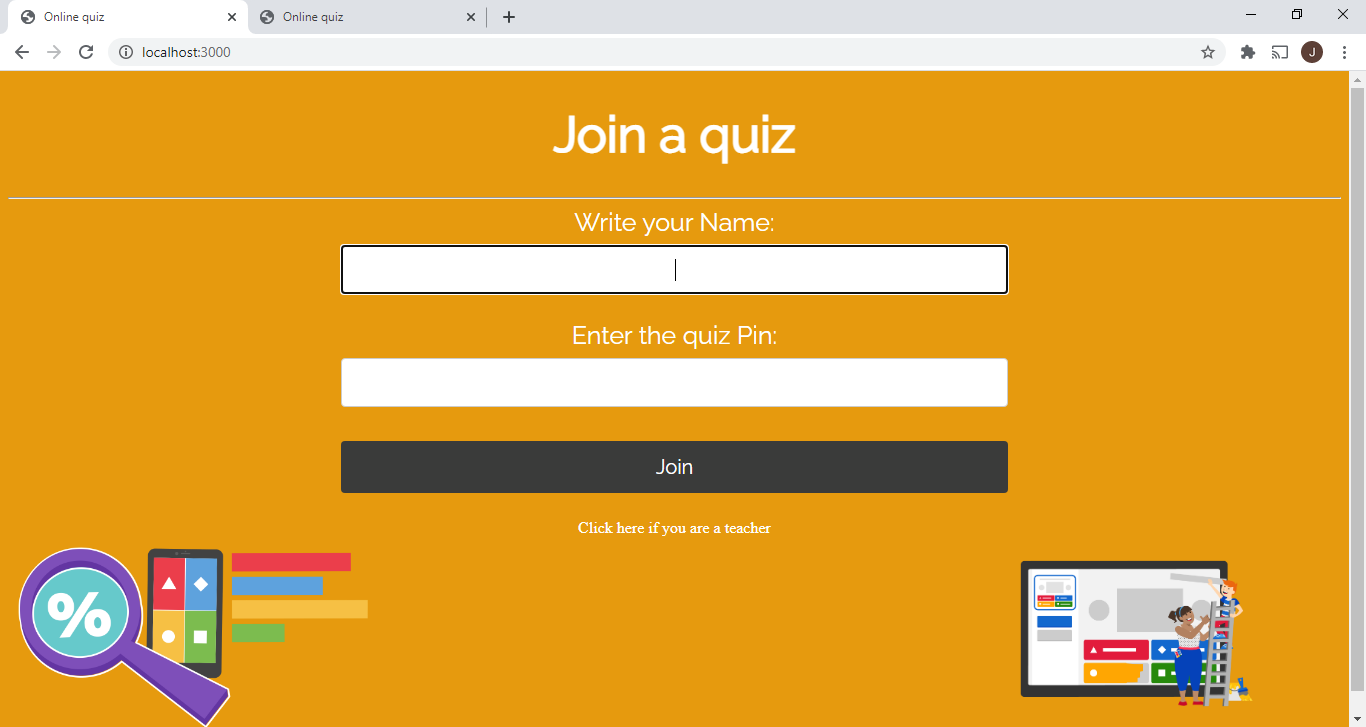 Online quiz
Online quiz
localhost:3000
J
Join a quiz
Write your Name:
Enter the quiz Pin:
Join
Click here if you are a teacher
%